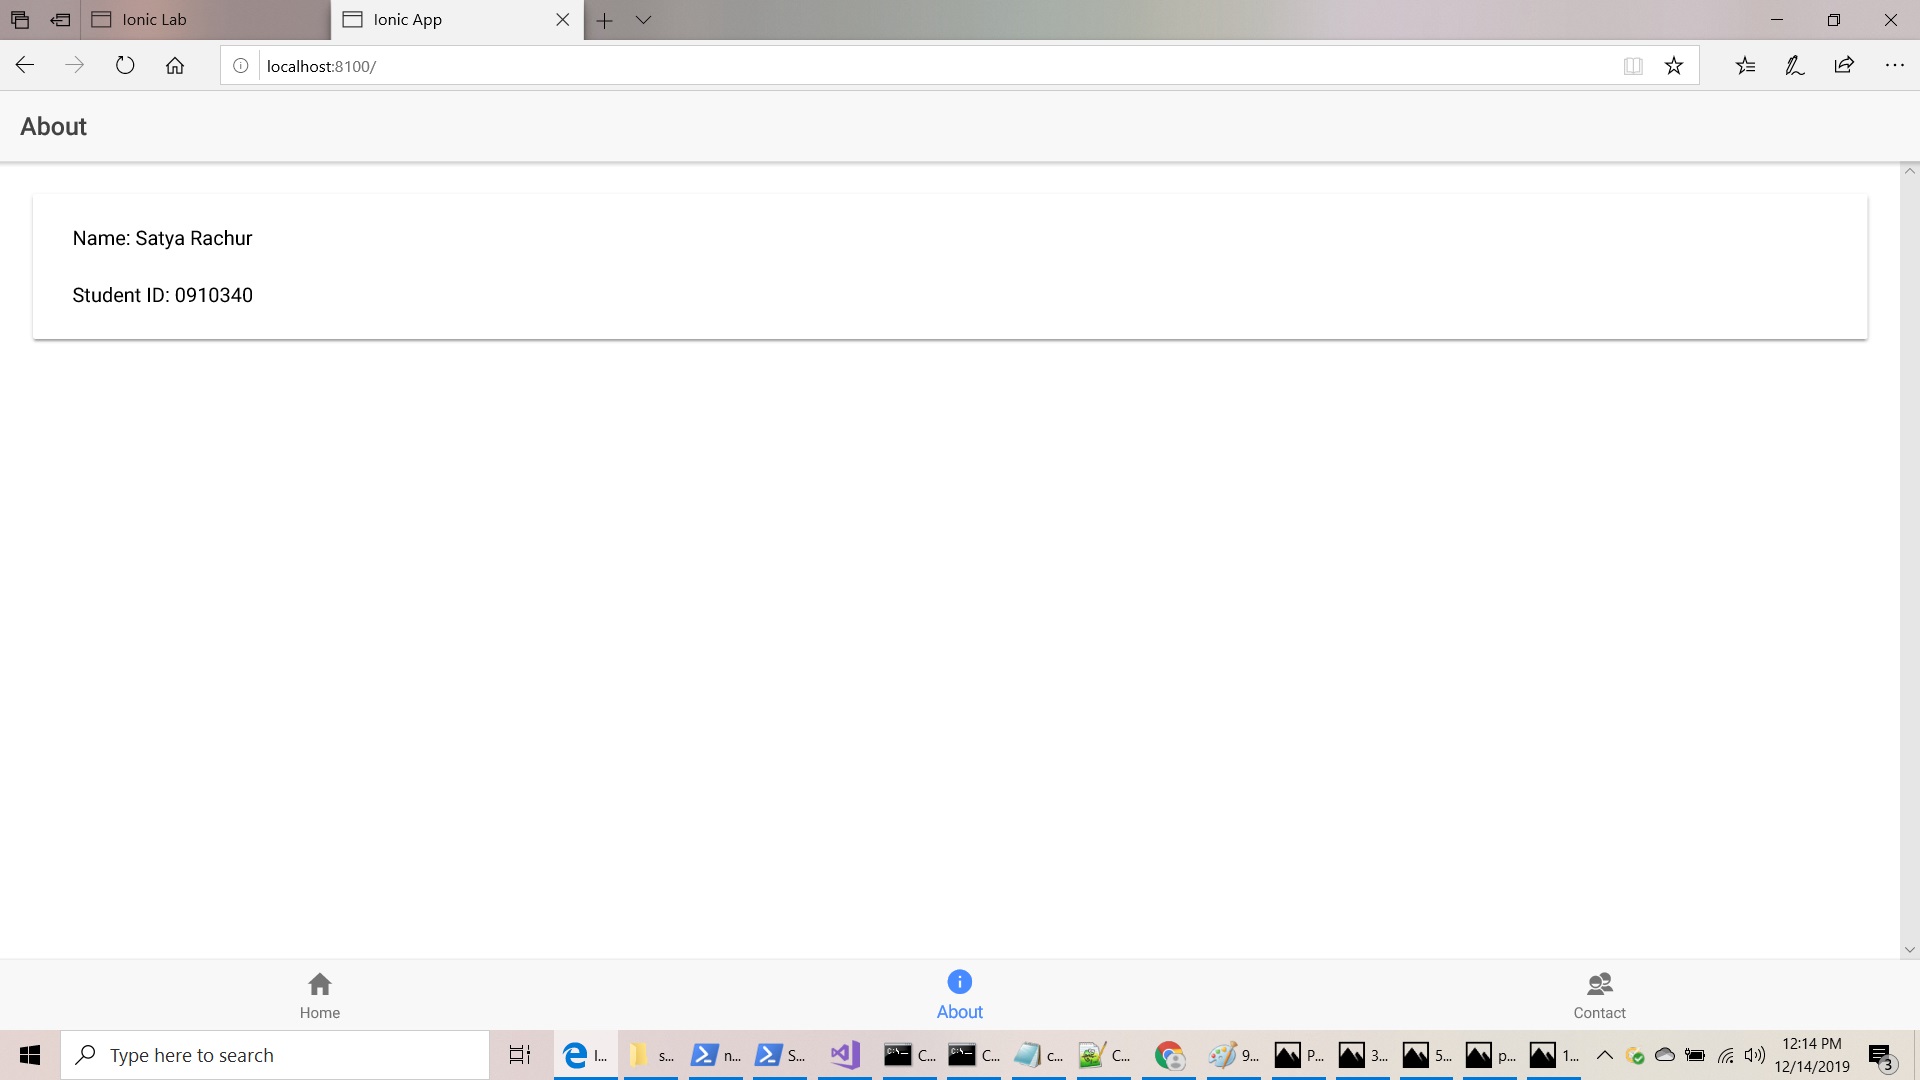 Ionic Lab
Ionic App
localhost:8100/
About
Name: Satya Rachur
Student ID: 0910340
Home
About
Contact
Type here to search
I...
s...
n...
S...
C...
C...
c...
C...
9...
P...
3...
5...
p...
1...
12:14 PM
12/14/2019
3